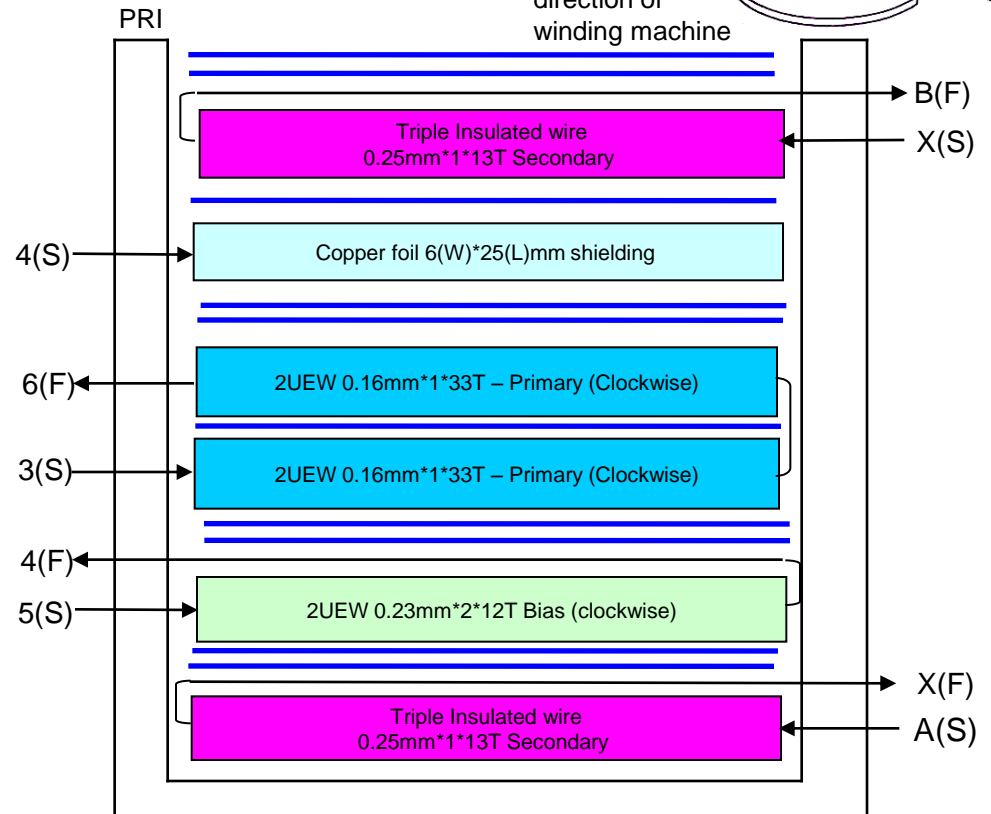 PRI
direction of
winding machine
B(F)
Triple Insulated wire
0.25mm*1*13T Secondary
X(S)
4(S)
Copper foil 6(W)*25(L)mm shielding
6(F)
2UEW 0.16mm*1*33T – Primary (Clockwise)
3(S)
2UEW 0.16mm*1*33T – Primary (Clockwise)
4(F)
5(S)
2UEW 0.23mm*2*12T Bias (clockwise)
X(F)
Triple Insulated wire
0.25mm*1*13T Secondary
A(S)